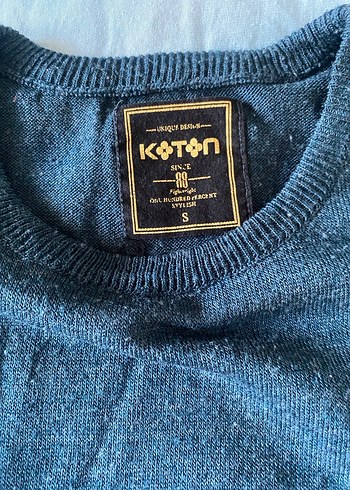 UNIQUE DESIGN
KOTON
SINCE
88
ONE HUNDRED PERCENT
STYLISH
S